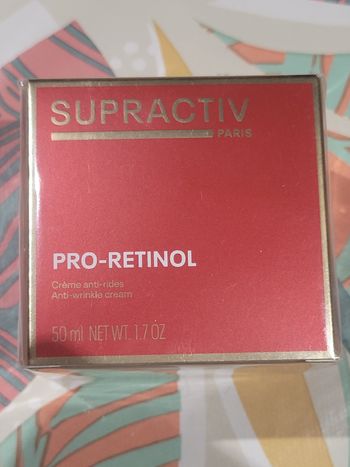 SUPRACTIV
PARIS
PRO-RETINOL
Crème anti-rides
Anti-wrinkle cream
50 ml NET WT. 1.7 OZ